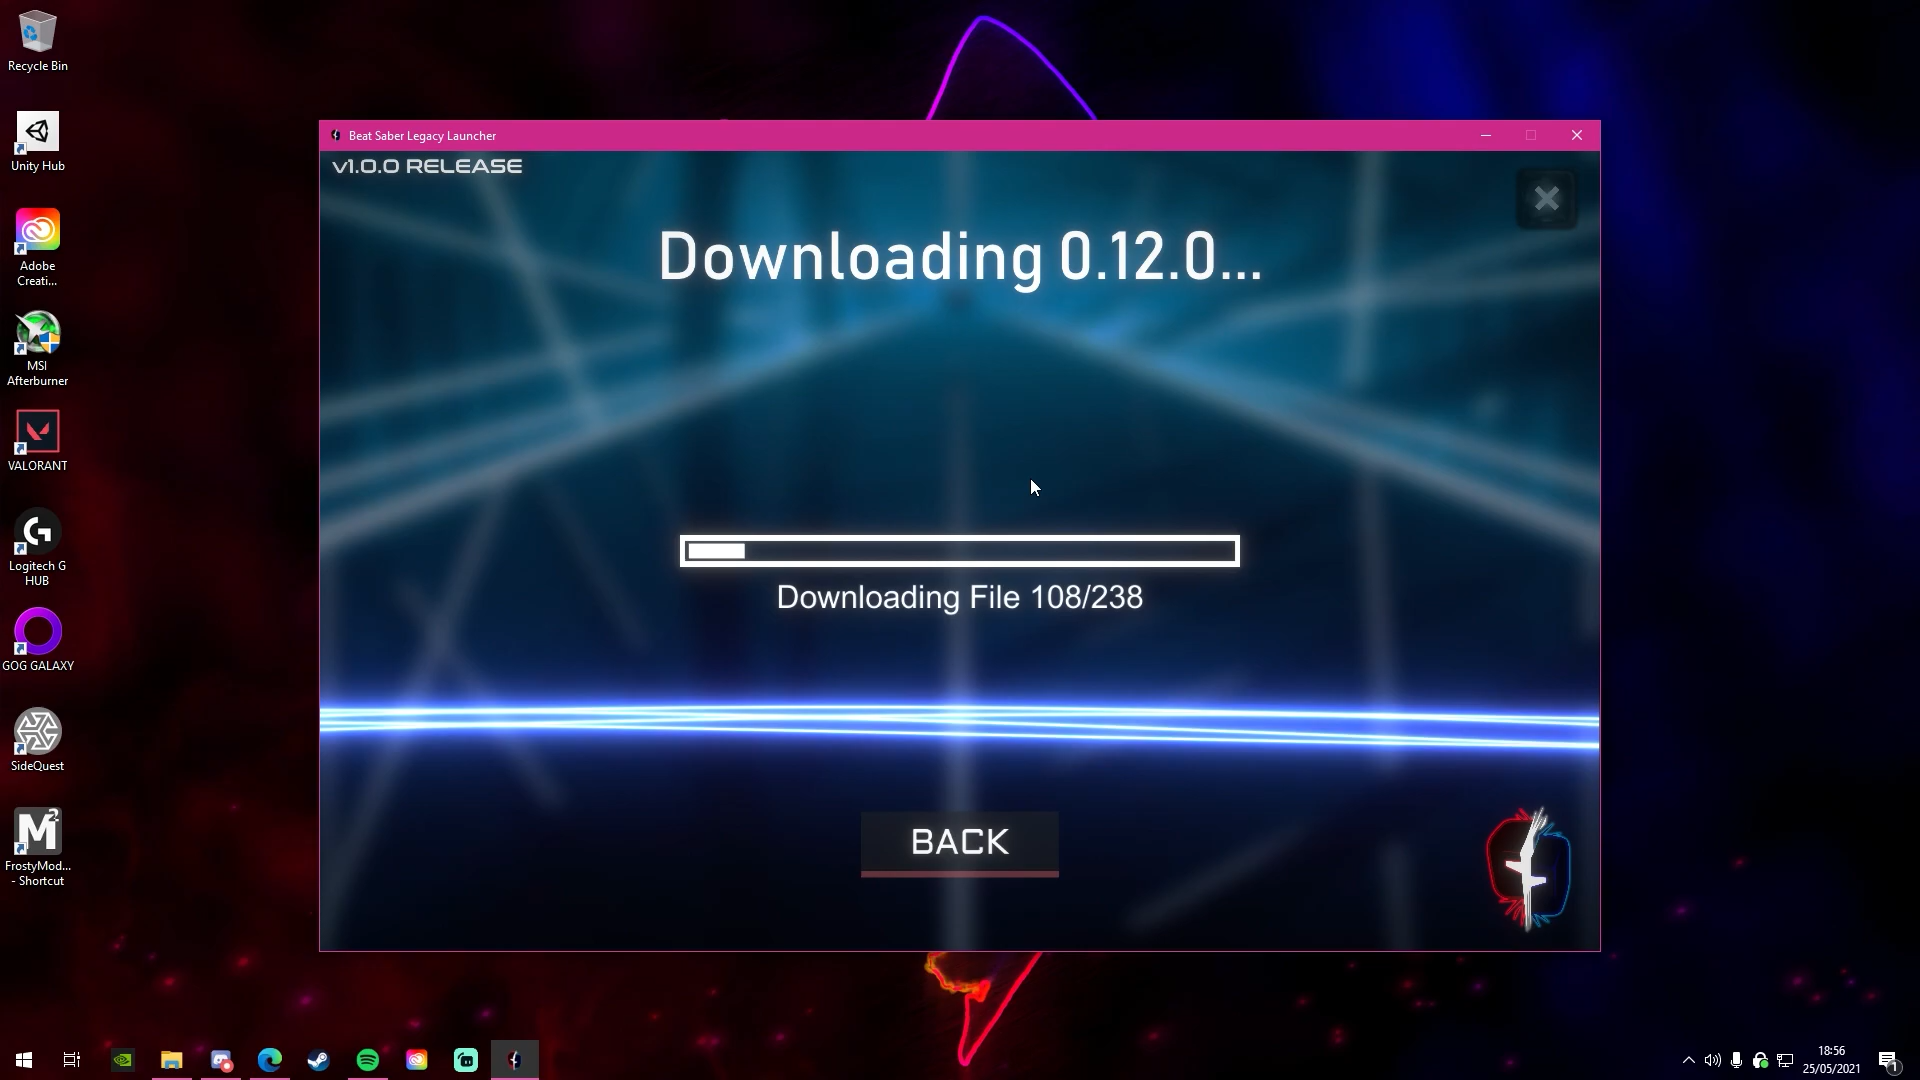 Recycle Bin
Unity Hub
Adobe
Creati...
MSI
Afterburner
VALORANT
Logitech G
HUB
GOG GALAXY
SideQuest
FrostyMod...
- Shortcut
Beat Saber Legacy Launcher
v1.0.0 RELEASE
Downloading 0.12.0...
Downloading File 108/238
BACK
18:56
25/05/2021
1